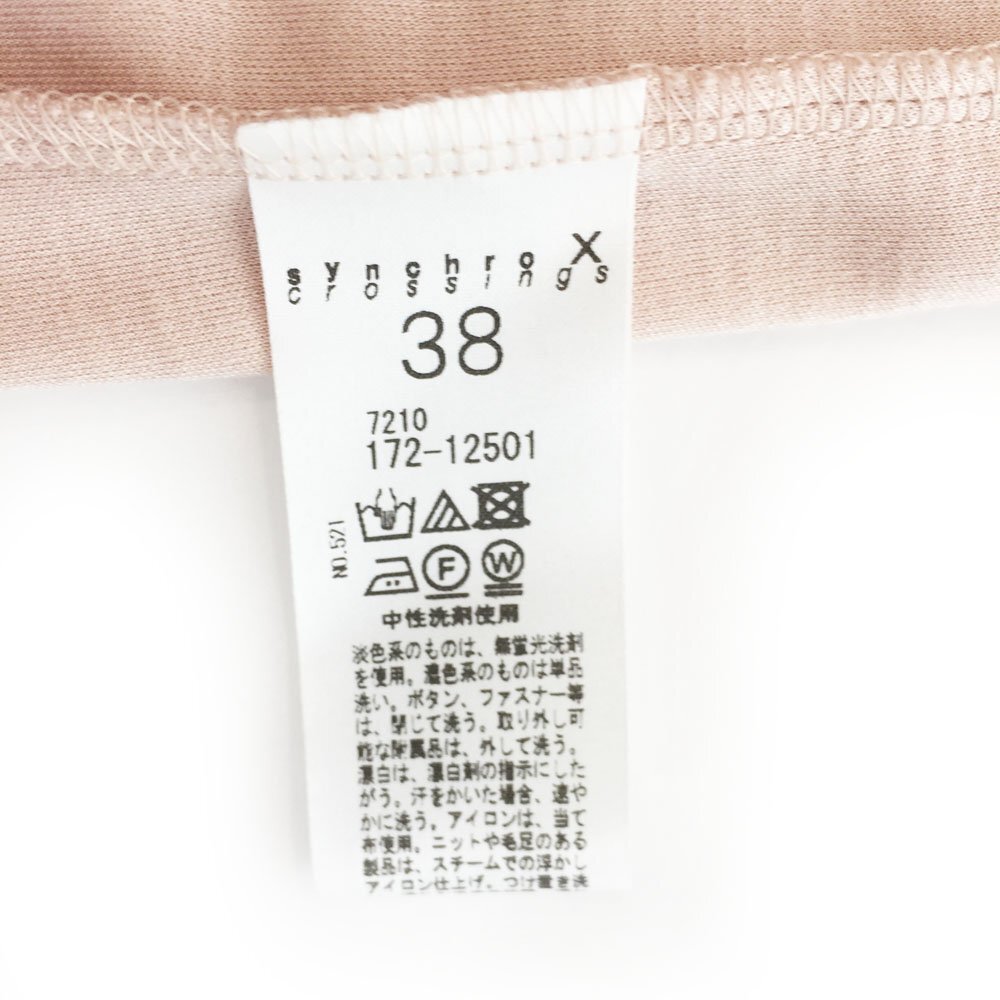 synchroX
crossings
38
7210
172-12501
NO.521
F W
中性洗剤使用
淡色系のものは、無蛍光洗剤
を使用。濃色系のものは単品
洗い。ボタン、ファスナー等
は、閉じて洗う。取り外し可
能な附属品は、外して洗う。
漂白は、漂白剤の指示にした
がう。汗をかいた場合、速や
かに洗う。アイロンは、当て
布使用。ニットや毛足のある
製品は、スチームでの浮かし
アイロン仕上げ。つけ置き洗